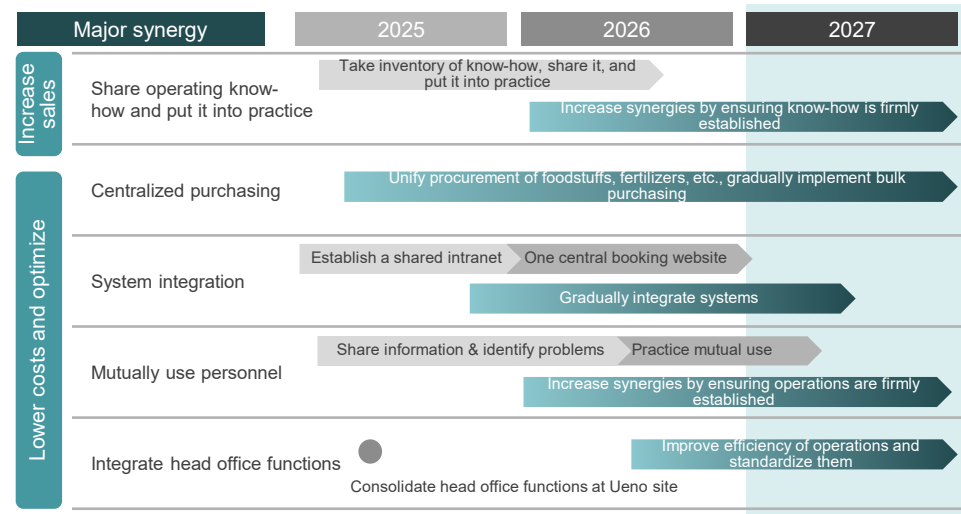 Major synergy
2025
2026
2027
Increase
sales
Share operating know-
how and put it into practice
Take inventory of know-how, share it, and
put it into practice
Increase synergies by ensuring know-how is firmly
established
Lower costs and optimize
Centralized purchasing
Unify procurement of foodstuffs, fertilizers, etc., gradually implement bulk
purchasing
System integration
Establish a shared intranet
One central booking website
Gradually integrate systems
Mutually use personnel
Share information & identify problems
Practice mutual use
Increase synergies by ensuring operations are firmly
established
Integrate head office functions
Improve efficiency of operations and
standardize them
Consolidate head office functions at Ueno site